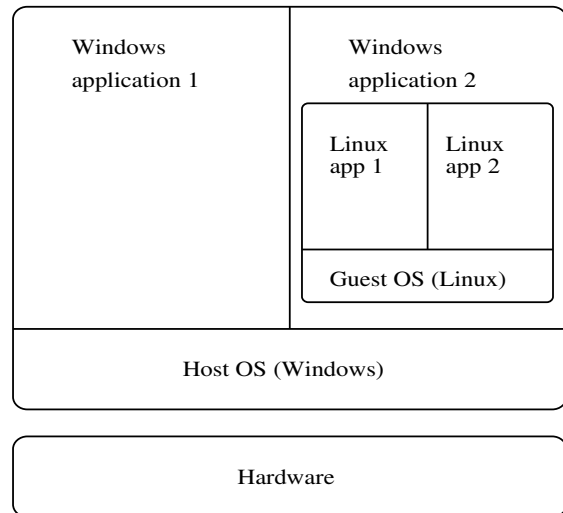 Windows
application 1
Windows
application 2
Linux
app 1
Linux
app 2
Guest OS (Linux)
Host OS (Windows)
Hardware